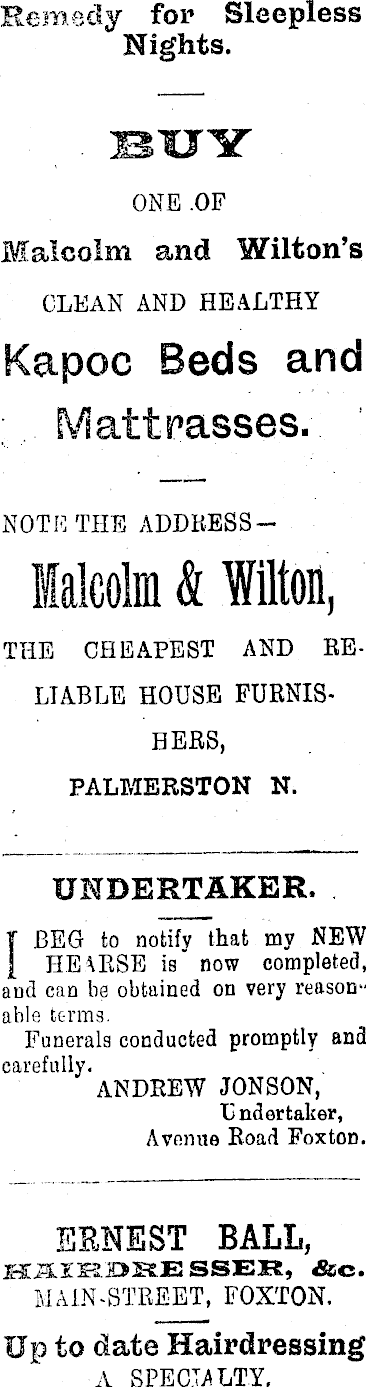 Remedy for Sleepless
Nights.
BUY
ONE OF
Malcolm and Wilton's
CLEAN AND HEALTHY
Kapoc Beds and
Mattrasses.
NOTE THE ADDRESS—
Malcolm & Wilton,
THE CHEAPEST AND RE-
LIABLE HOUSE FURNIS-
HERS,
PALMERSTON N.
UNDERTAKER.
I BEG to notify that my NEW
HEARSE is now completed,
and can be obtained on very reason-
able terms.
Funerals conducted promptly and
carefully.
ANDREW JONSON,
Undertaker,
Avenue Road Foxton.
ERNEST BALL,
HAIRDRESSER, &c.
MAIN-STREET, FOXTON.
Up to date Hairdressing
A SPECIALTY.